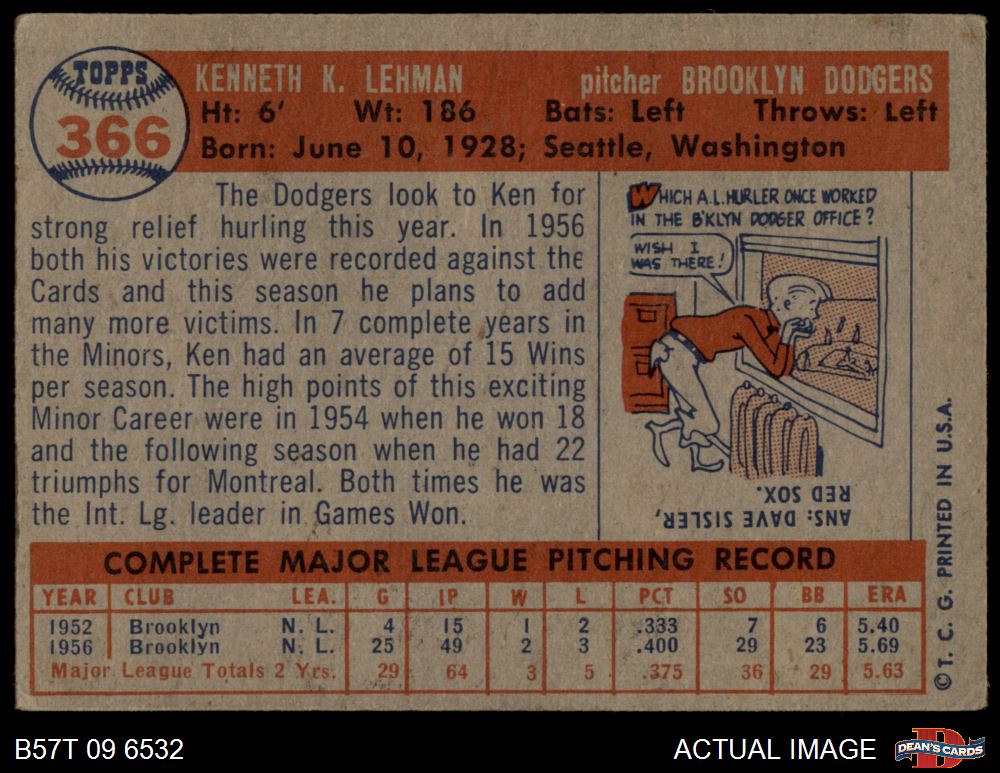 TOPPS
366
KENNETH K. LEHMAN pitcher BROOKLYN DODGERS
Ht: 6' Wt: 186 Bats: Left Throws: Left
Born: June 10, 1928; Seattle, Washington
The Dodgers look to Ken for
strong relief hurling this year. In 1956
both his victories were recorded against the
Cards and this season he plans to add
many more victims. In 7 complete years in
the Minors, Ken had an average of 15 Wins
per season. The high points of this exciting
Minor Career were in 1954 when he won 18
and the following season when he had 22
triumphs for Montreal. Both times he was
the Int. Lg. leader in Games Won.
WHICH A.L. HURLER ONCE WORKED
IN THE B'KLYN DODGER OFFICE?
WISH I
WAS THERE!
ANS: DAVE SISLER,
RED SOX.
COMPLETE MAJOR LEAGUE PITCHING RECORD
YEAR CLUB LEA. G IP W L PCT SO BB ERA
1952 Brooklyn N. L. 4 15 1 2 .333 7 6 5.40
1956 Brooklyn N. L. 25 49 2 3 .400 29 23 5.69
Major League Totals 2 Yrs. 29 64 3 5 .375 36 29 5.63
© T. C. G. PRINTED IN U.S.A.
B57T 09 6532 ACTUAL IMAGE
D
DEAN'S CARDS